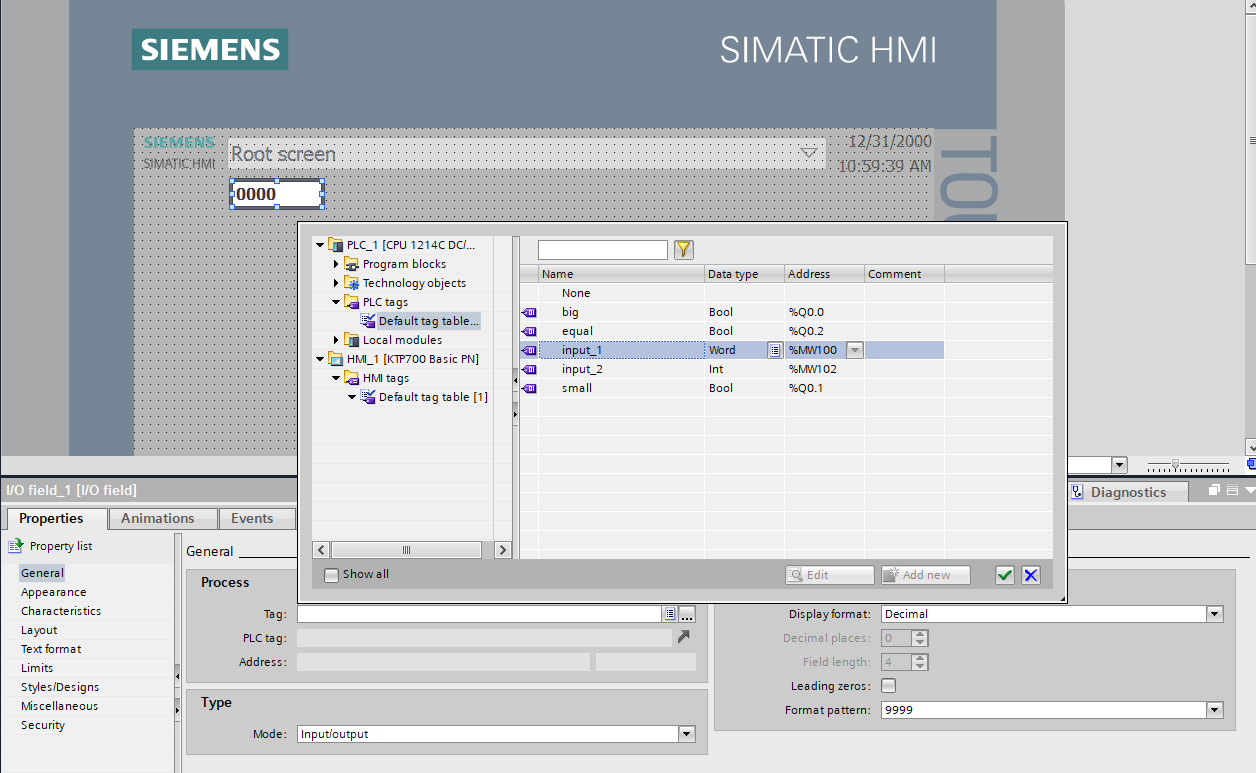 SIEMENS
SIMATIC HMI
SIEMENS
SIMATIC HMI
Root screen
12/31/2000
10:59:39 AM
TOU
0000
PLC_1 [CPU 1214C DC/...
Program blocks
Technology objects
PLC tags
Default tag table...
Local modules
HMI_1 [KTP700 Basic PN]
HMI tags
Default tag table [1]
Name Data type Address Comment
None
big Bool %Q0.0
equal Bool %Q0.2
input_1 Word %MW100
input_2 Int %MW102
small Bool %Q0.1
Show all
Edit
Add new
I/O field_1 [I/O field]
Diagnostics
Properties Animations Events
Property list
General
Appearance
Characteristics
Layout
Text format
Limits
Styles/Designs
Miscellaneous
Security
General
Process
Tag: ...
PLC tag:
Address:
Type
Mode: Input/output
Display format: Decimal
Decimal places: 0
Field length: 4
Leading zeros:
Format pattern: 9999